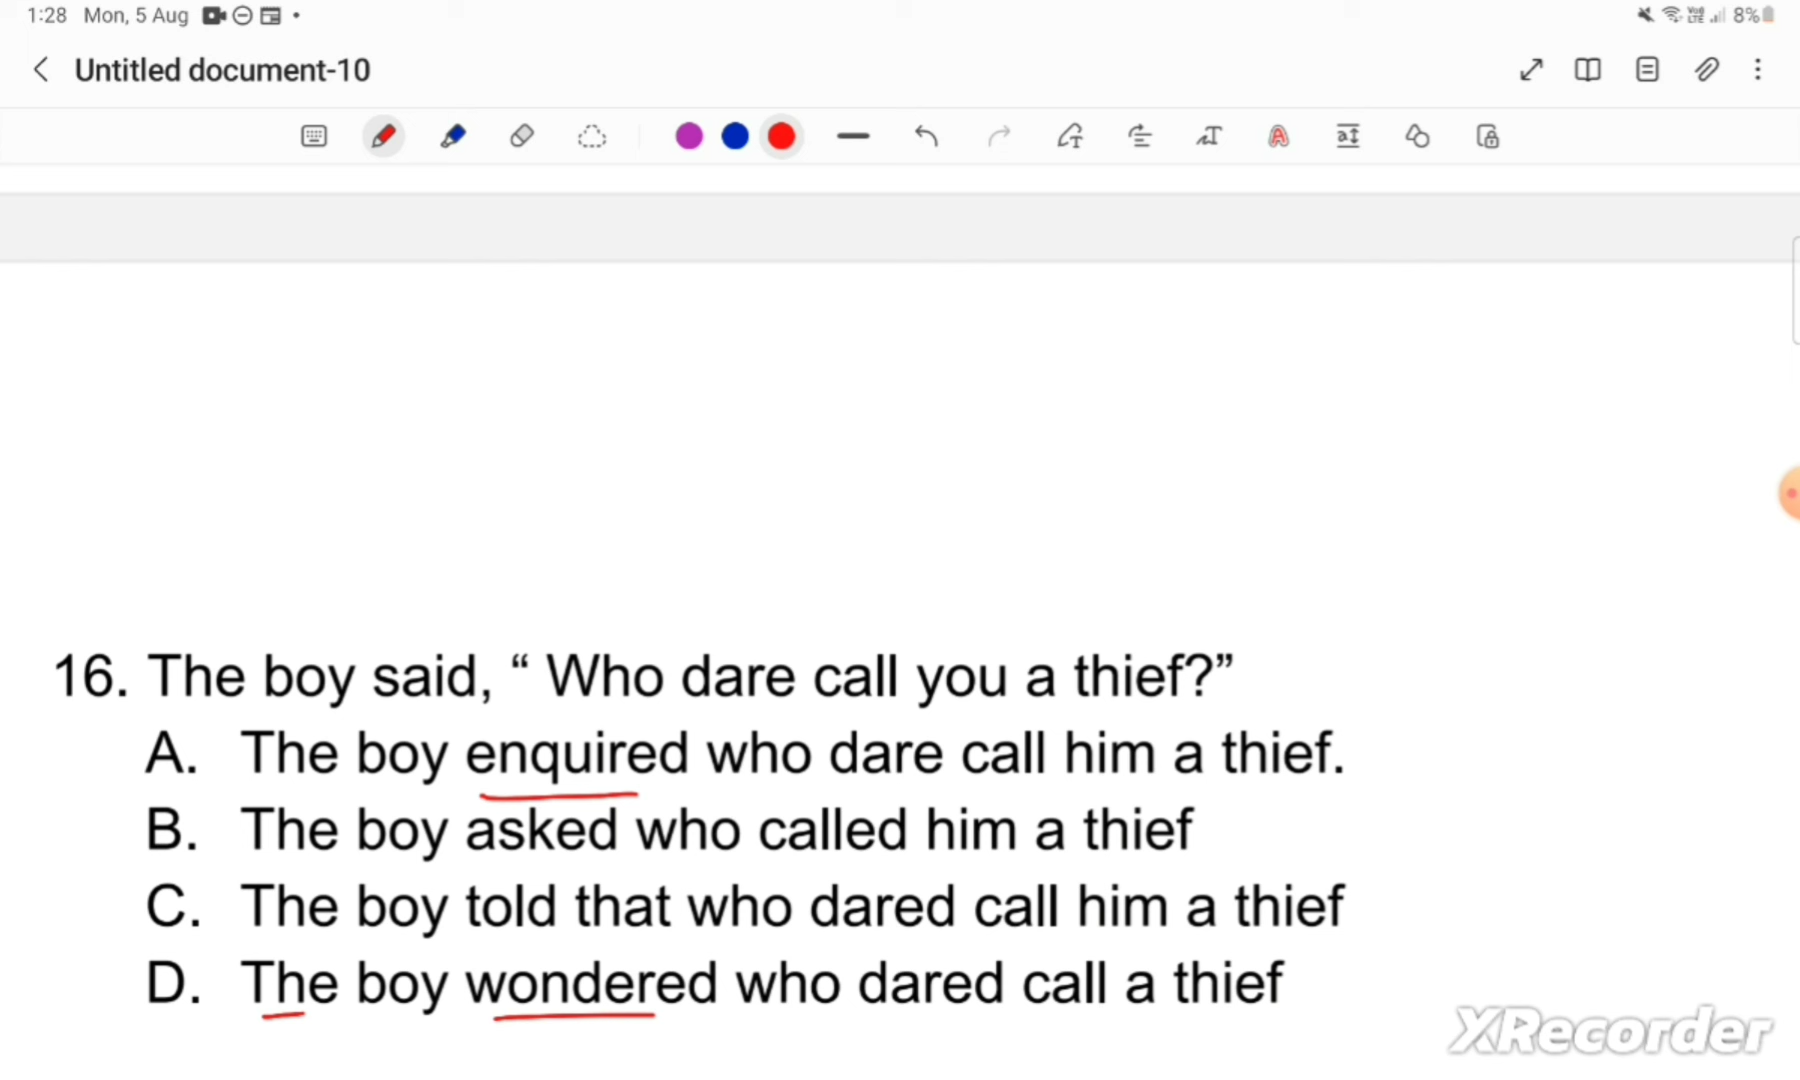 1:28 Mon, 5 Aug
8%
Untitled document-10
16. The boy said, “ Who dare call you a thief?”
A. The boy enquired who dare call him a thief.
B. The boy asked who called him a thief
C. The boy told that who dared call him a thief
D. The boy wondered who dared call a thief
XRecorder